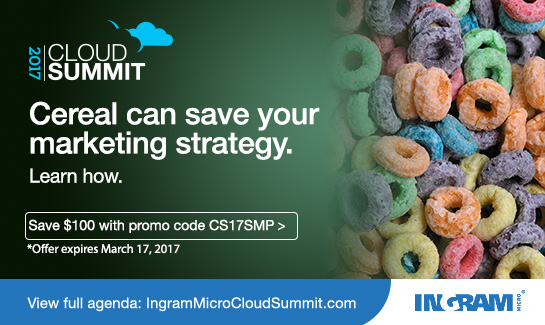 2017
CLOUD
SUMMIT
Cereal can save your
marketing strategy.
Learn how.
Save $100 with promo code CS17SMP >
*Offer expires March 17, 2017
View full agenda: IngramMicroCloudSummit.com
INGRAM
MICRO
®